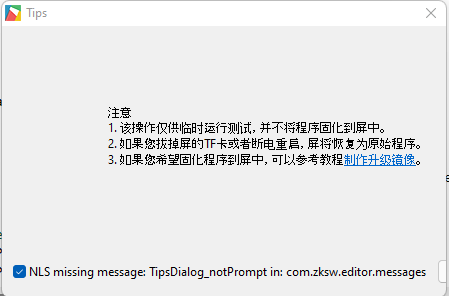 Tips
注意
1. 该操作仅供临时运行测试, 并不将程序固化到屏中。
2. 如果您拔掉屏的TF卡或者断电重启, 屏将恢复为原始程序。
3. 如果您希望固化程序到屏中, 可以参考教程制作升级镜像。
NLS missing message: TipsDialog_notPrompt in: com.zksw.editor.messages